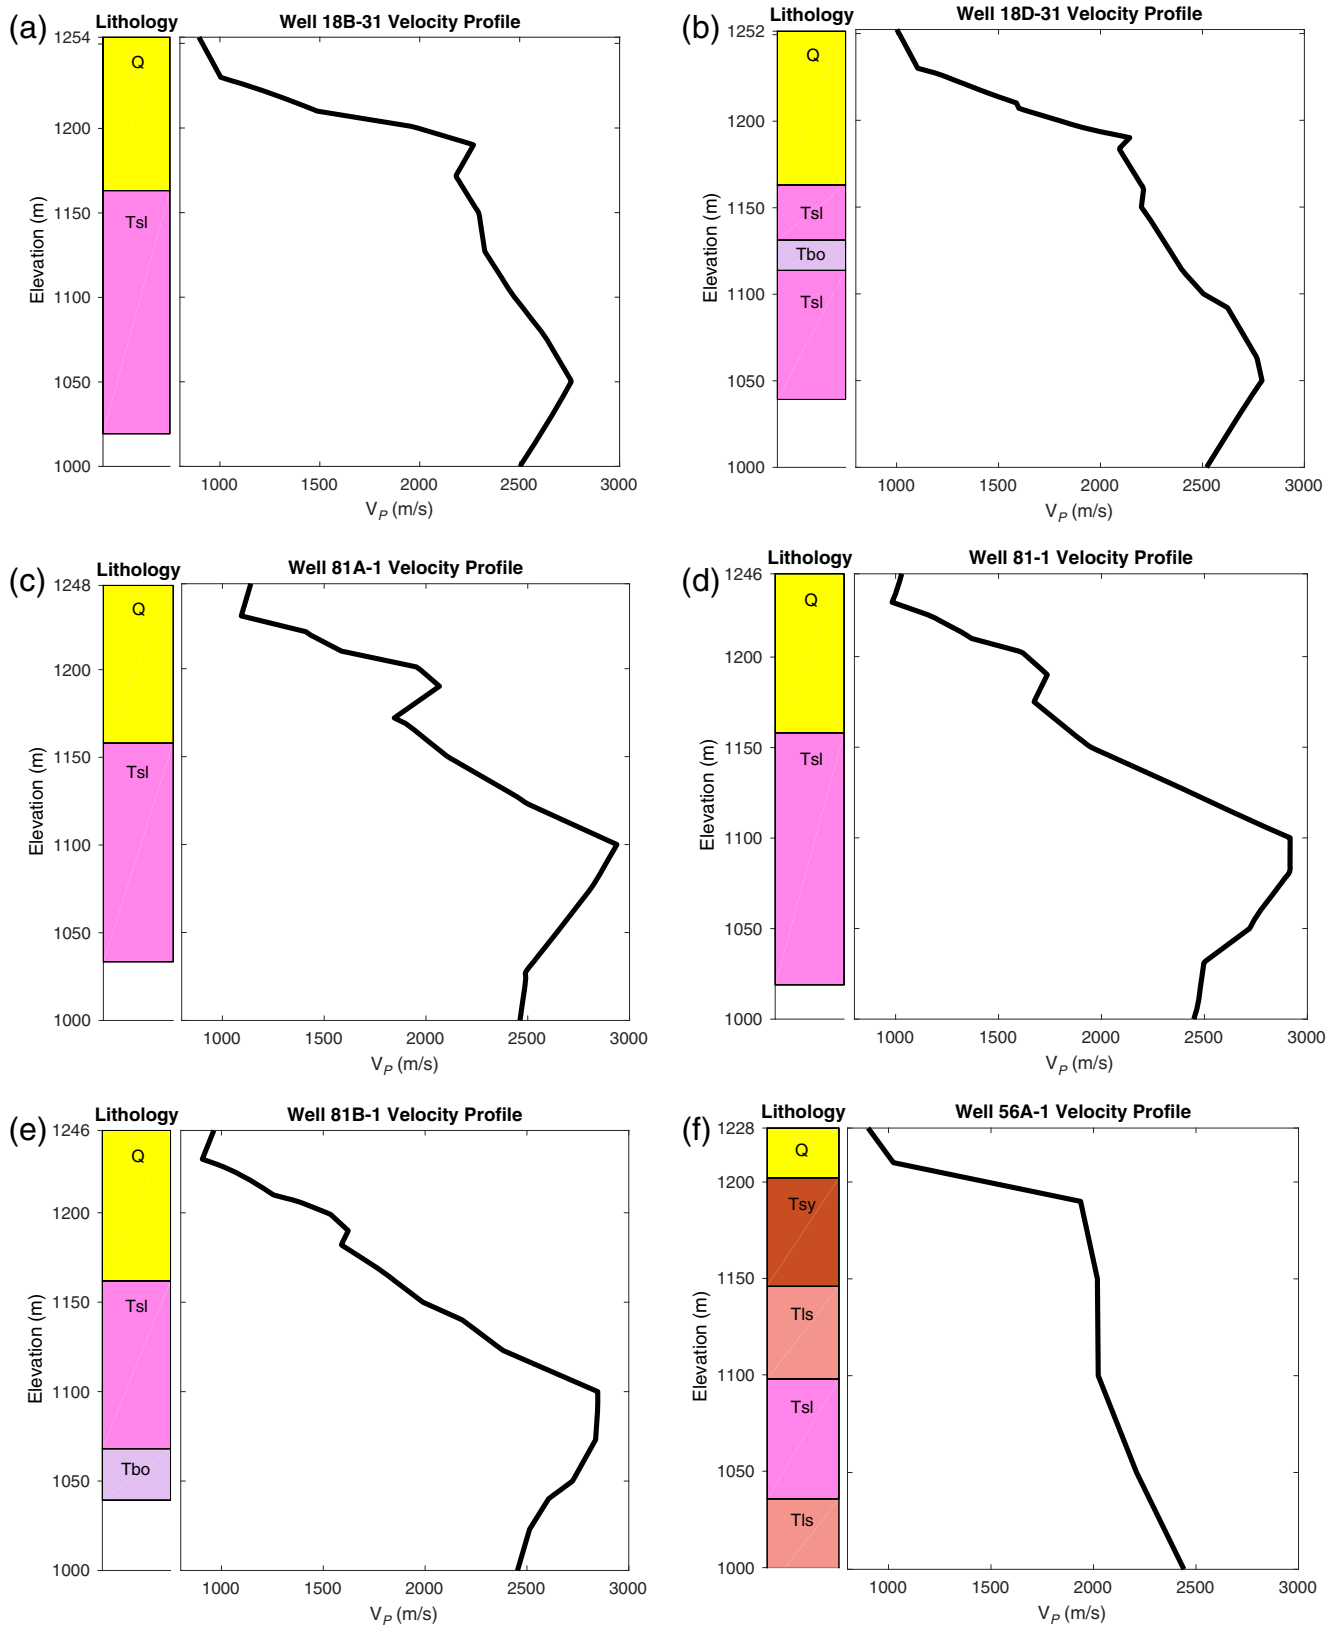 (a)
Lithology
Well 18B-31 Velocity Profile
1254
1200
1150
1100
1050
1000
Elevation (m)
Q
Tsl
1000 1500 2000 2500 3000
V_P (m/s)
(b)
Lithology
Well 18D-31 Velocity Profile
1252
1200
1150
1100
1050
1000
Elevation (m)
Q
Tsl
Tbo
Tsl
1000 1500 2000 2500 3000
V_P (m/s)
(c)
Lithology
Well 81A-1 Velocity Profile
1248
1200
1150
1100
1050
1000
Elevation (m)
Q
Tsl
1000 1500 2000 2500 3000
V_P (m/s)
(d)
Lithology
Well 81-1 Velocity Profile
1246
1200
1150
1100
1050
1000
Elevation (m)
Q
Tsl
1000 1500 2000 2500 3000
V_P (m/s)
(e)
Lithology
Well 81B-1 Velocity Profile
1246
1200
1150
1100
1050
1000
Elevation (m)
Q
Tsl
Tbo
1000 1500 2000 2500 3000
V_P (m/s)
(f)
Lithology
Well 56A-1 Velocity Profile
1228
1200
1150
1100
1050
1000
Elevation (m)
Q
Tsy
Tls
Tsl
Tls
1000 1500 2000 2500 3000
V_P (m/s)